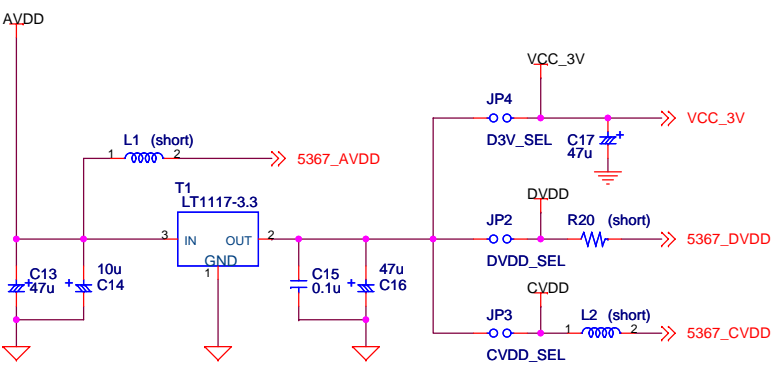 AVDD
VCC_3V
JP4
VCC_3V
D3V_SEL
C17
47u
L1 (short)
1 2
5367_AVDD
T1
LT1117-3.3
3 IN OUT 2
GND
1
DVDD
JP2
R20 (short)
5367_DVDD
DVDD_SEL
C13
47u
10u
C14
C15
0.1u
47u
C16
CVDD
JP3
L2 (short)
1 2
5367_CVDD
CVDD_SEL